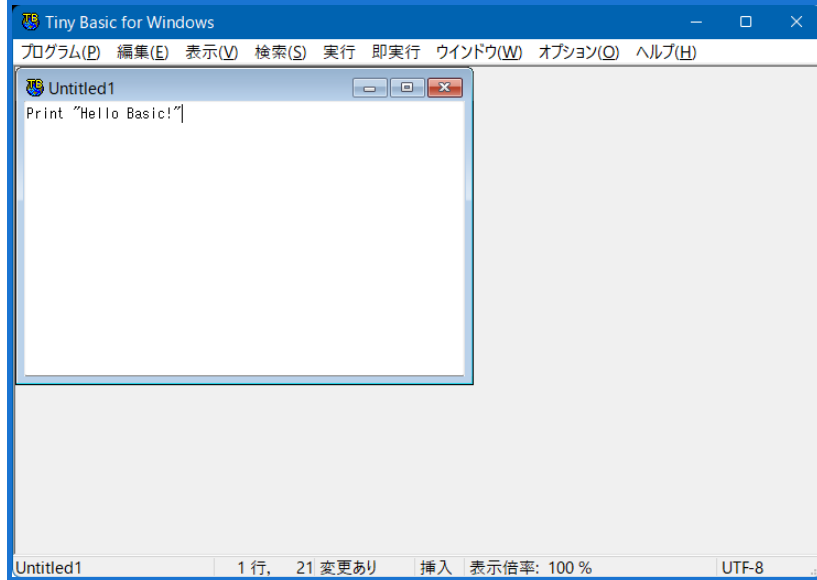 Tiny Basic for Windows
プログラム(P) 編集(E) 表示(V) 検索(S) 実行 即実行 ウインドウ(W) オプション(O) ヘルプ(H)
Untitled1
Print "Hello Basic!"
Untitled1 1 行, 21 変更あり 挿入 表示倍率: 100 % UTF-8